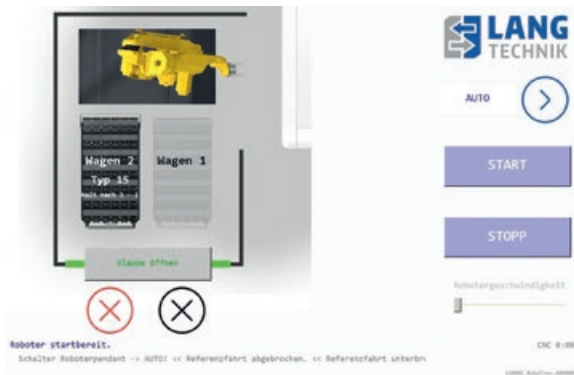 LANG
TECHNIK
AUTO
Wagen 2
Typ 15
Wagen 1
START
STOPP
Klaue öffnen
Robotergeschwindigkeit
Roboter startbereit.
CNC 0:00
Schalter Roboterpendant -> AUTO! << Referenzfahrt abgebrochen. << Referenzfahrt unterbr